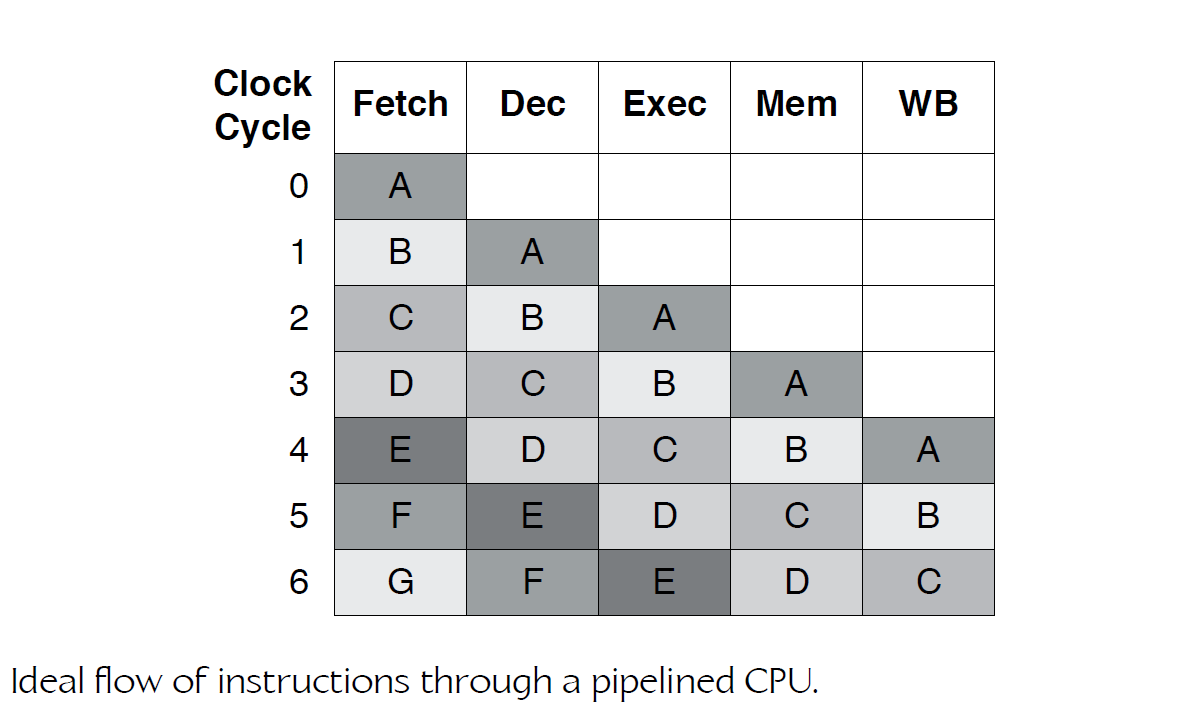 Clock Cycle Fetch Dec Exec Mem WB
0 A
1 B A
2 C B A
3 D C B A
4 E D C B A
5 F E D C B
6 G F E D C
Ideal flow of instructions through a pipelined CPU.